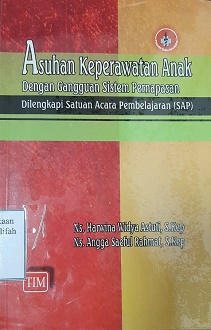 Asuhan Keperawatan Anak
Dengan Gangguan Sistem Pernapasan
Dilengkapi Satuan Acara Pembelajaran (SAP)
Ns. Harwina Widya Astuti, S.Kep
Ns. Angga Saeful Rahmat, S.Kep
TIM